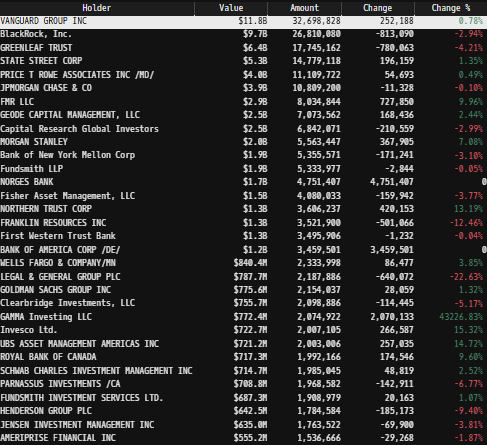 Holder Value Amount Change Change %
VANGUARD GROUP INC $11.8B 32,698,828 252,188 0.78%
BlackRock, Inc. $9.7B 26,810,080 -813,090 -2.94%
GREENLEAF TRUST $6.4B 17,745,162 -780,063 -4.21%
STATE STREET CORP $5.3B 14,779,118 196,159 1.35%
PRICE T ROWE ASSOCIATES INC /MD/ $4.0B 11,109,722 54,693 0.49%
JPMORGAN CHASE & CO $3.9B 10,809,200 -11,328 -0.10%
FMR LLC $2.9B 8,034,844 727,850 9.96%
GEODE CAPITAL MANAGEMENT, LLC $2.5B 7,073,562 168,436 2.44%
Capital Research Global Investors $2.5B 6,842,071 -210,559 -2.99%
MORGAN STANLEY $2.0B 5,563,447 367,905 7.08%
Bank of New York Mellon Corp $1.9B 5,355,571 -171,241 -3.10%
Fundsmith LLP $1.9B 5,333,977 -2,844 -0.05%
NORGES BANK $1.7B 4,751,407 4,751,407 0
Fisher Asset Management, LLC $1.5B 4,080,033 -159,942 -3.77%
NORTHERN TRUST CORP $1.3B 3,606,237 420,153 13.19%
FRANKLIN RESOURCES INC $1.3B 3,521,900 -501,066 -12.46%
First Western Trust Bank $1.3B 3,495,906 -1,232 -0.04%
BANK OF AMERICA CORP /DE/ $1.2B 3,459,501 3,459,501 0
WELLS FARGO & COMPANY/MN $840.4M 2,333,998 86,477 3.85%
LEGAL & GENERAL GROUP PLC $787.7M 2,187,886 -640,072 -22.63%
GOLDMAN SACHS GROUP INC $775.6M 2,154,037 28,059 1.32%
Clearbridge Investments, LLC $755.7M 2,098,886 -114,445 -5.17%
GAMMA Investing LLC $772.4M 2,074,922 2,070,133 43226.83%
Invesco Ltd. $722.7M 2,007,105 266,587 15.32%
UBS ASSET MANAGEMENT AMERICAS INC $721.2M 2,003,006 257,035 14.72%
ROYAL BANK OF CANADA $717.3M 1,992,166 174,546 9.60%
SCHWAB CHARLES INVESTMENT MANAGEMENT INC $714.7M 1,985,045 48,819 2.52%
PARNASSUS INVESTMENTS /CA $708.8M 1,968,582 -142,911 -6.77%
FUNDSMITH INVESTMENT SERVICES LTD. $687.3M 1,908,979 20,163 1.07%
HENDERSON GROUP PLC $642.5M 1,784,584 -185,173 -9.40%
JENSEN INVESTMENT MANAGEMENT INC $635.0M 1,763,522 -69,900 -3.81%
AMERIPRISE FINANCIAL INC $555.2M 1,536,666 -29,268 -1.87%